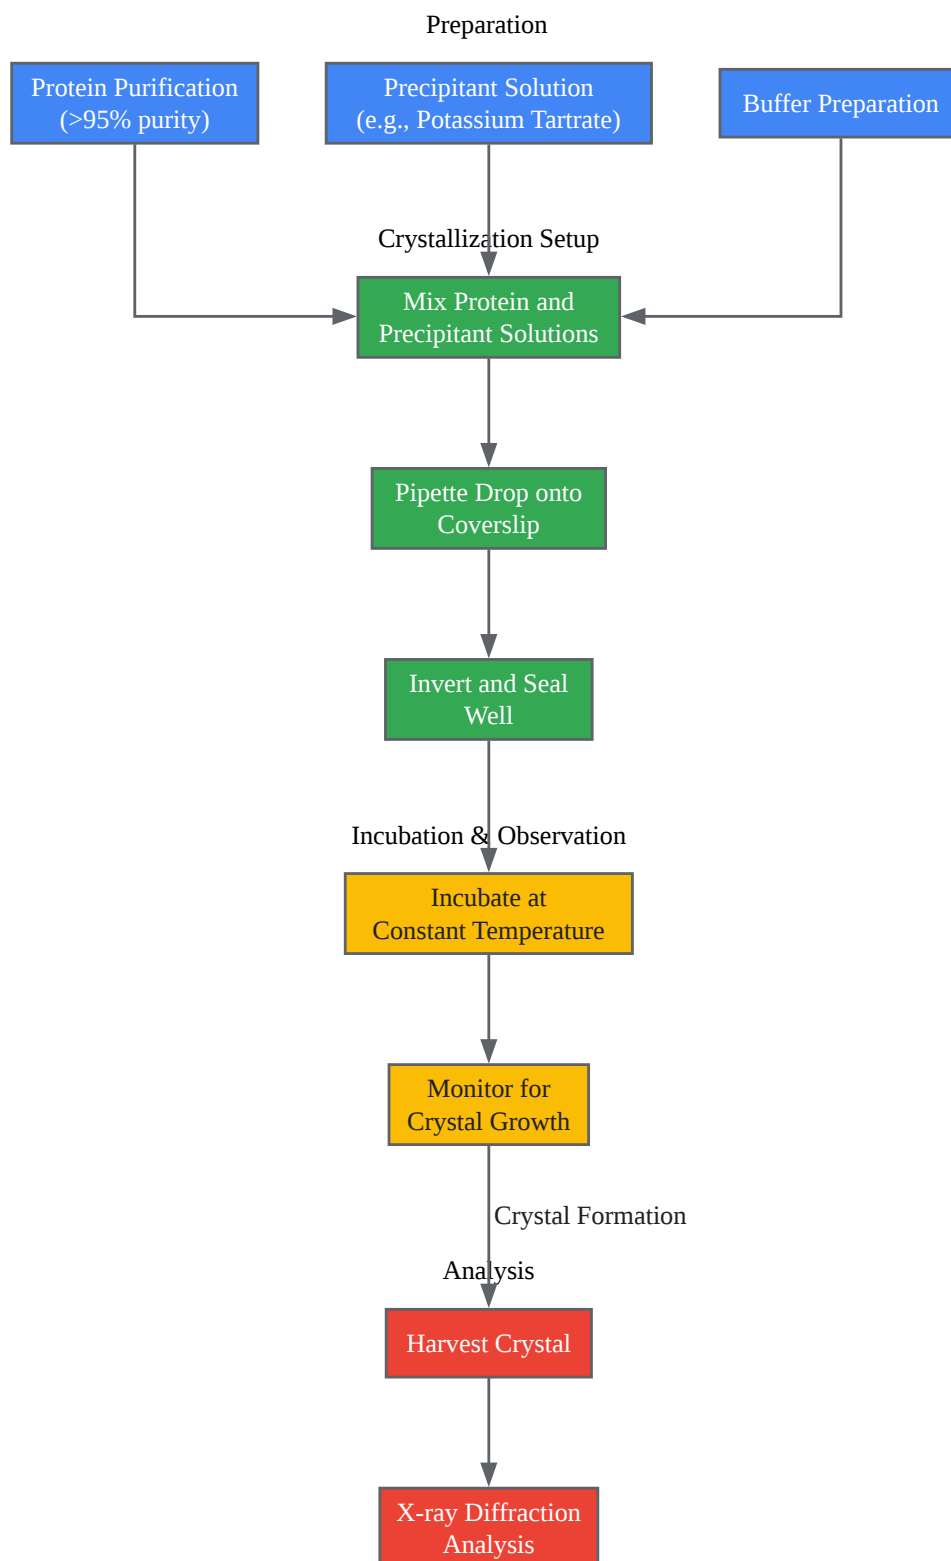 Preparation
Protein Purification
(>95% purity)
Precipitant Solution
(e.g., Potassium Tartrate)
Buffer Preparation
Crystallization Setup
Mix Protein and
Precipitant Solutions
Pipette Drop onto
Coverslip
Invert and Seal
Well
Incubation & Observation
Incubate at
Constant Temperature
Monitor for
Crystal Growth
Crystal Formation
Analysis
Harvest Crystal
X-ray Diffraction
Analysis